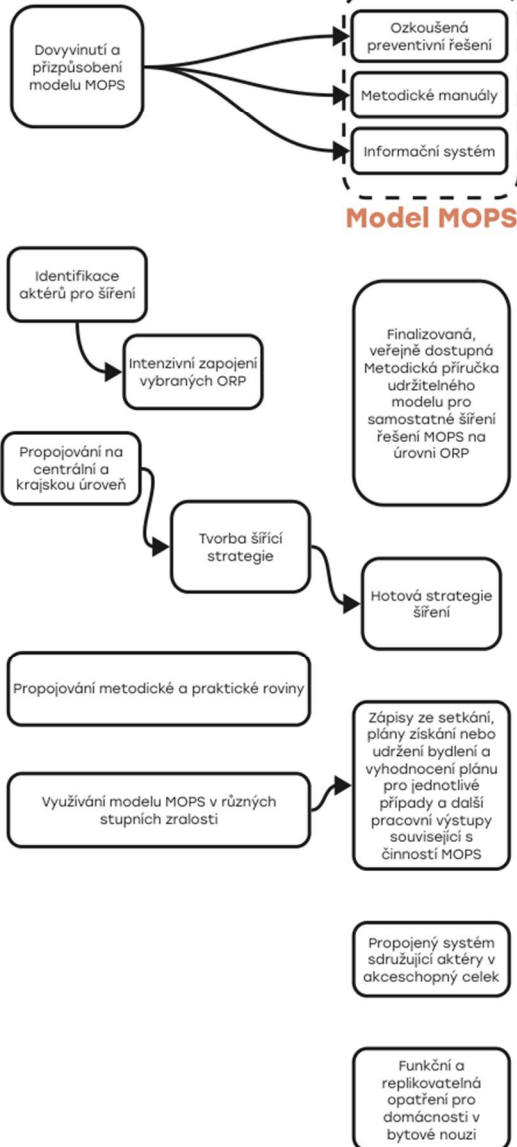 Dovyvinutí a
přizpůsobení
modelu MOPS
Ozkoušená
preventivní řešení
Metodické manuály
Informační systém
Model MOPS
Identifikace
aktérů pro šíření
Intenzivní zapojení
vybraných ORP
Finalizovaná,
veřejně dostupná
Metodická příručka
udržitelného
modelu pro
samostatné šíření
řešení MOPS na
úrovni ORP
Propojování na
centrální a
krajskou úroveň
Tvorba šířící
strategie
Hotová strategie
šíření
Propojování metodické a praktické roviny
Využívání modelu MOPS v různých
stupních zralosti
Zápisy ze setkání,
plány získání nebo
udržení bydlení a
vyhodnocení plánu
pro jednotlivé
případy a další
pracovní výstupy
související s
činností MOPS
Propojený systém
sdružující aktéry v
akceschopný celek
Funkční a
replikovatelná
opatření pro
domácnosti v
bytové nouzi